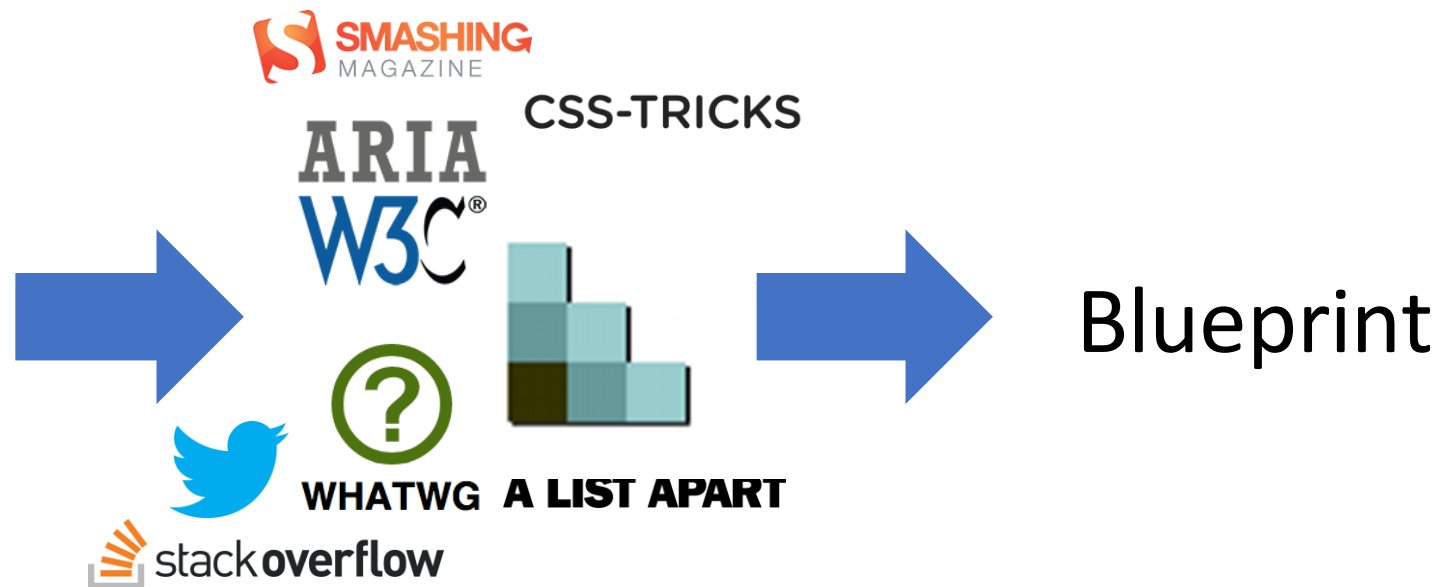 SMASHING
MAGAZINE
CSS-TRICKS
ARIA
W3C®
?
WHATWG
A LIST APART
stackoverflow
Blueprint